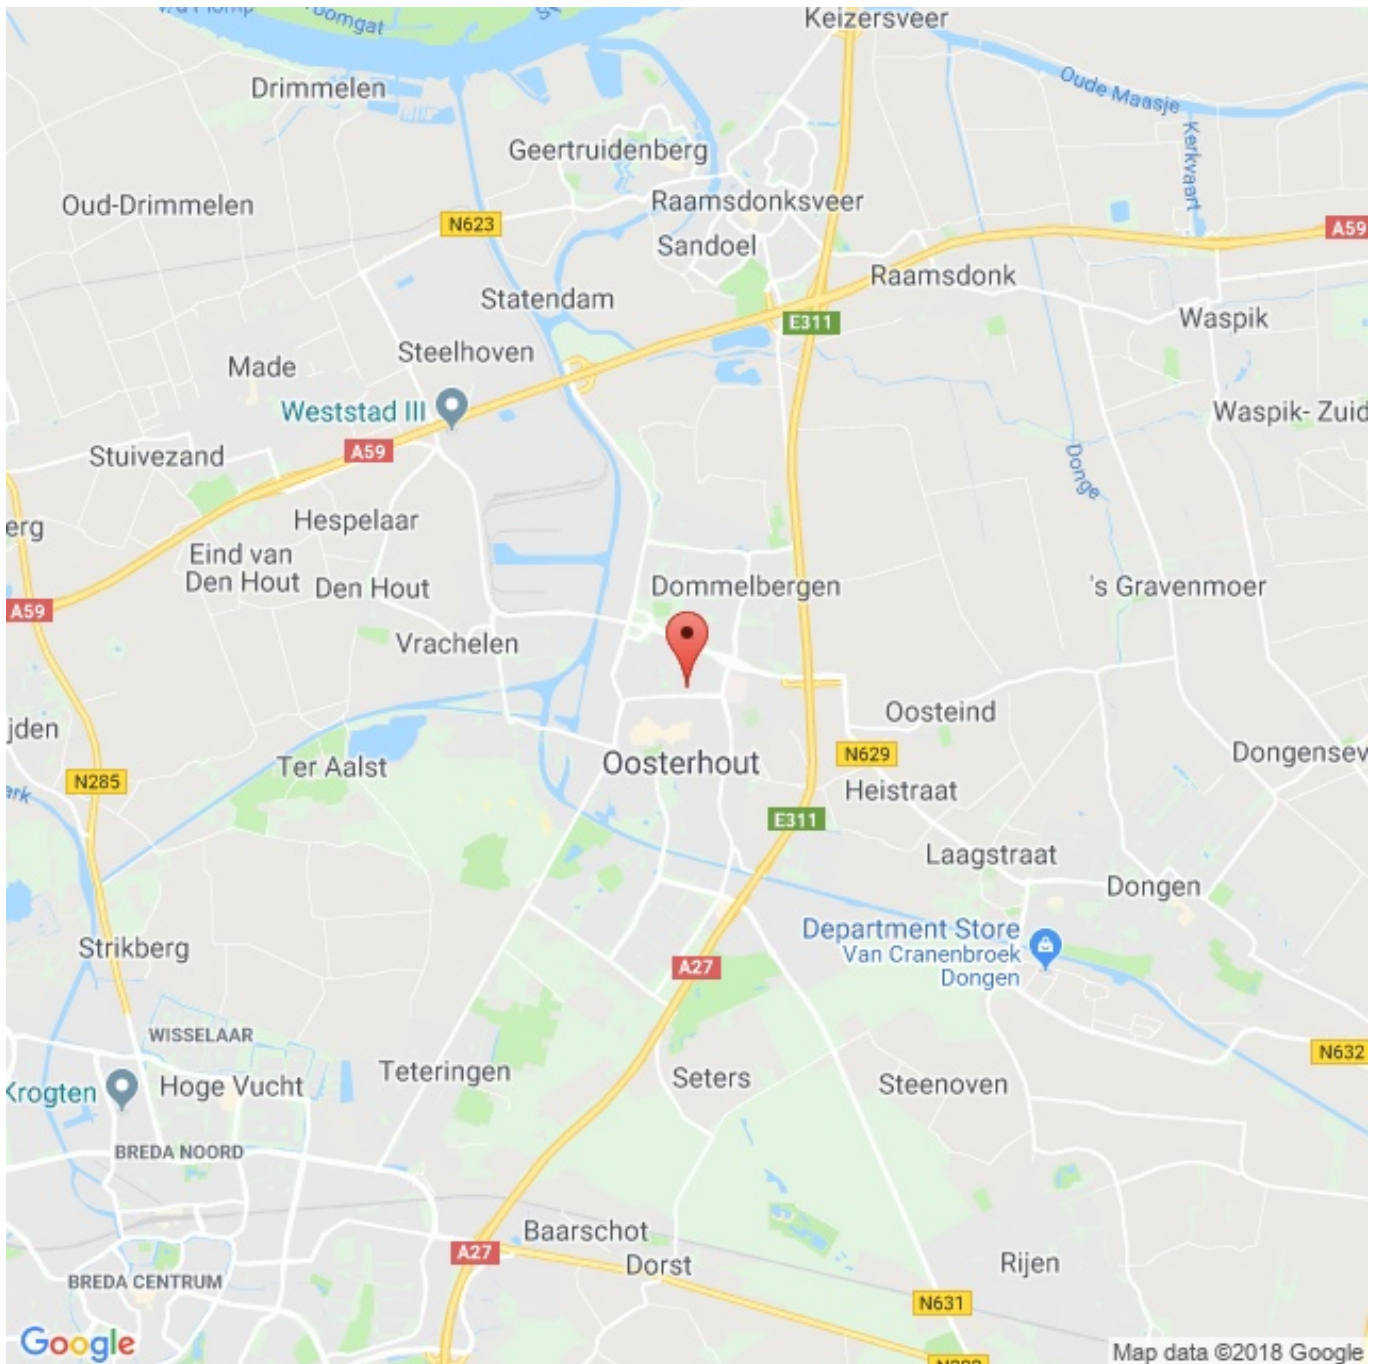 Keizersveer
Drimmelen
Oude Maasje
Kerkvaart
Geertruidenberg
Oud-Drimmelen
Raamsdonksveer
N623
A59
Sandoel
Raamsdonk
Statendam
Waspik
E311
Steelhoven
Made
Weststad III
Waspik- Zuid
A59
Stuivezand
Donge
Hespelaar
erg
Eind van
Den Hout
Den Hout
Dommelbergen
's Gravenmoer
A59
Vrachelen
Oosteind
jden
Ter Aalst
Oosterhout
N629
Dongensev
N285
ark
Heistraat
E311
Laagstraat
Dongen
Department Store
Van Cranenbroek
Dongen
Strikberg
A27
WISSELAAR
N632
Teteringen
Seters
Steenoven
Krogten
Hoge Vucht
BREDA NOORD
Baarschot
A27
Dorst
Rijen
BREDA CENTRUM
N631
Google
Map data ©2018 Google